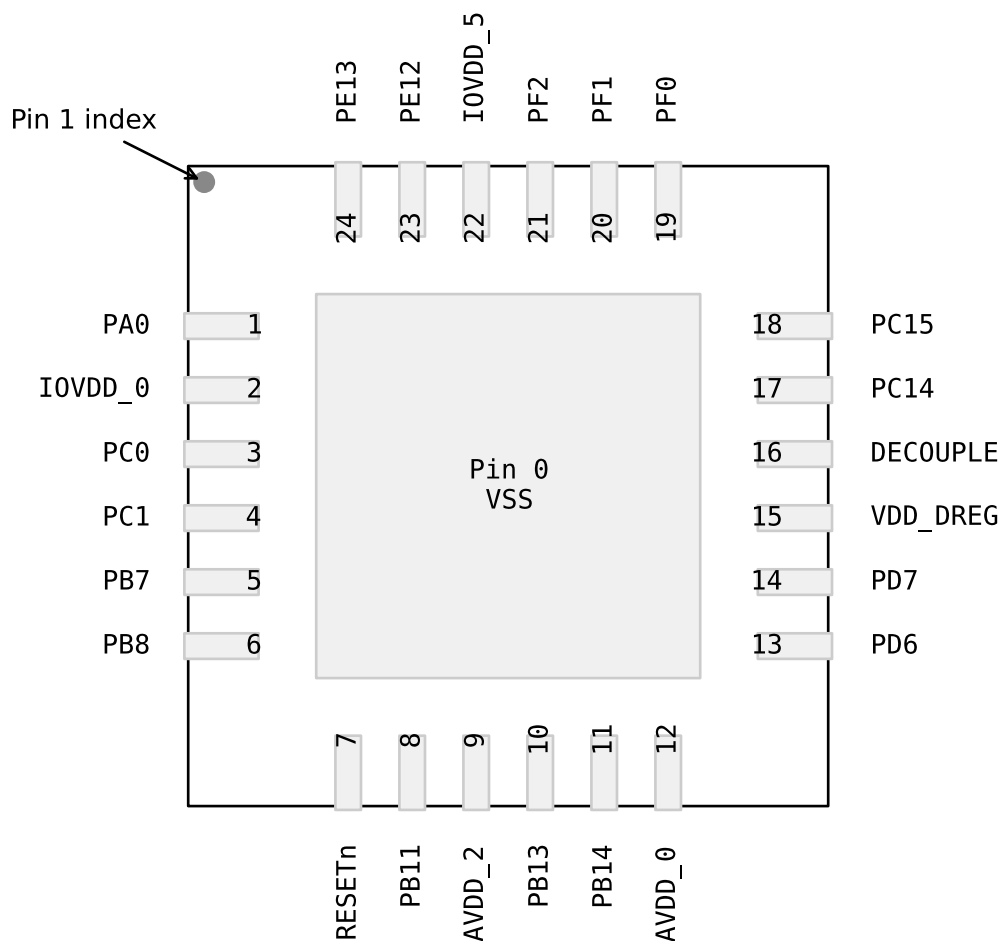 PE13
PE12
IOVDD_5
PF2
PF1
PF0
Pin 1 index
24
23
22
21
20
19
PA0 1
IOVDD_0 2
PC0 3
PC1 4
PB7 5
PB8 6
Pin 0
VSS
18 PC15
17 PC14
16 DECOUPLE
15 VDD_DREG
14 PD7
13 PD6
7
8
9
10
11
12
RESETn
PB11
AVDD_2
PB13
PB14
AVDD_0